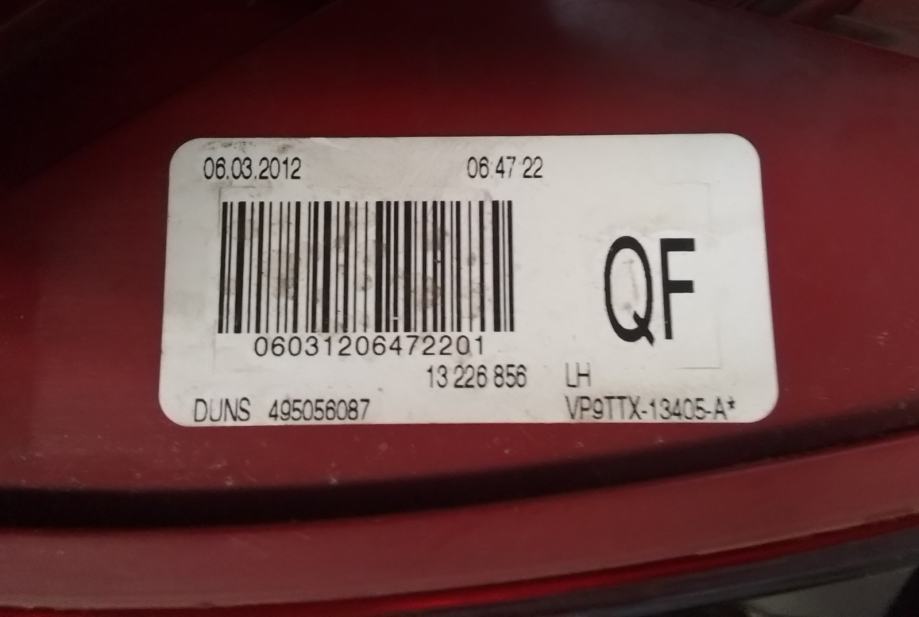 06.03.2012 06:47:22
QF
06031206472201
13 226 856 LH
DUNS 495056087 VP9TTX-13405-A*